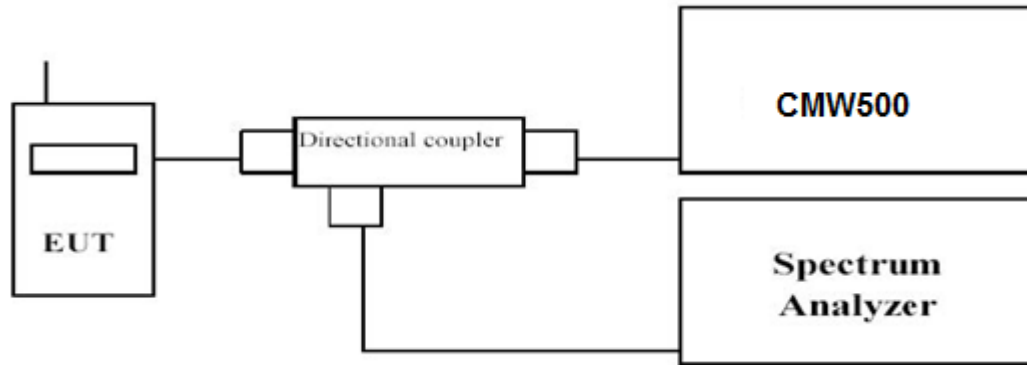 CMW500
Directional coupler
EUT
Spectrum
Analyzer